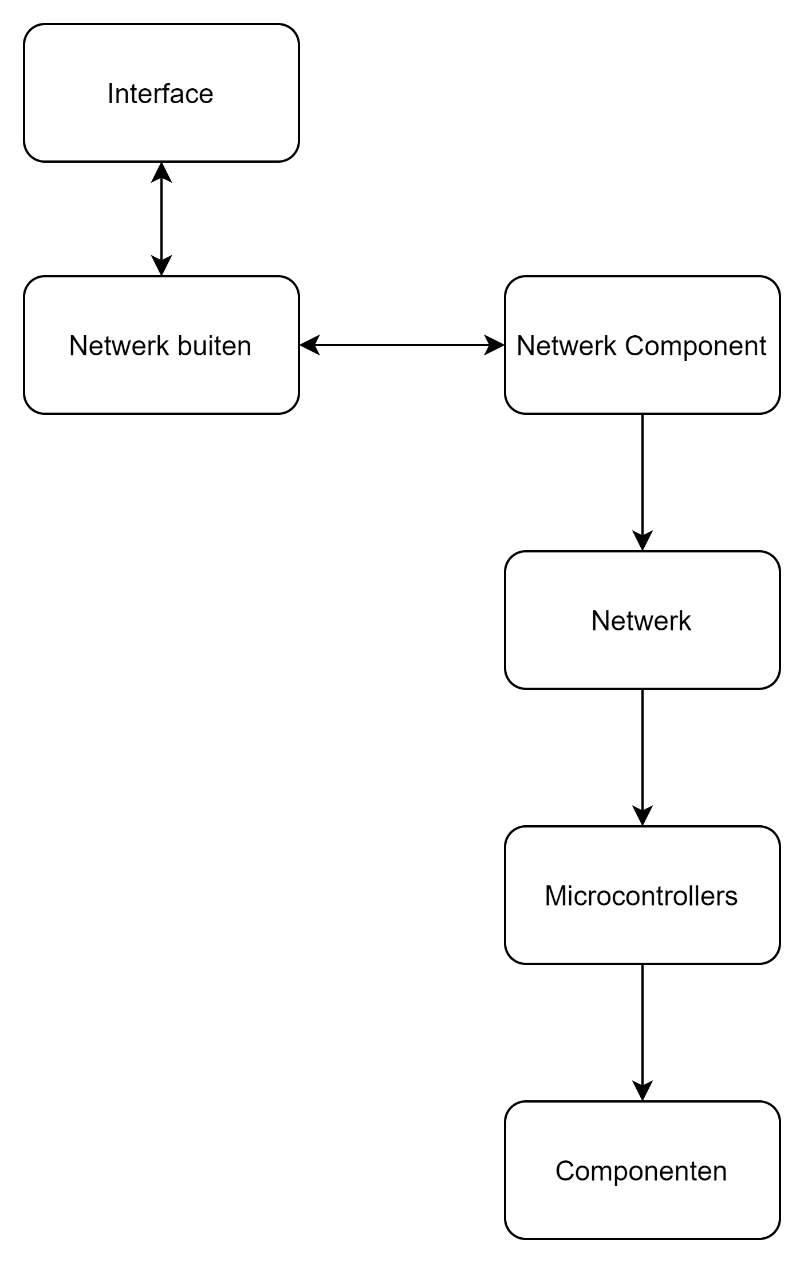 Interface
Netwerk buiten
Netwerk Component
Netwerk
Microcontrollers
Componenten